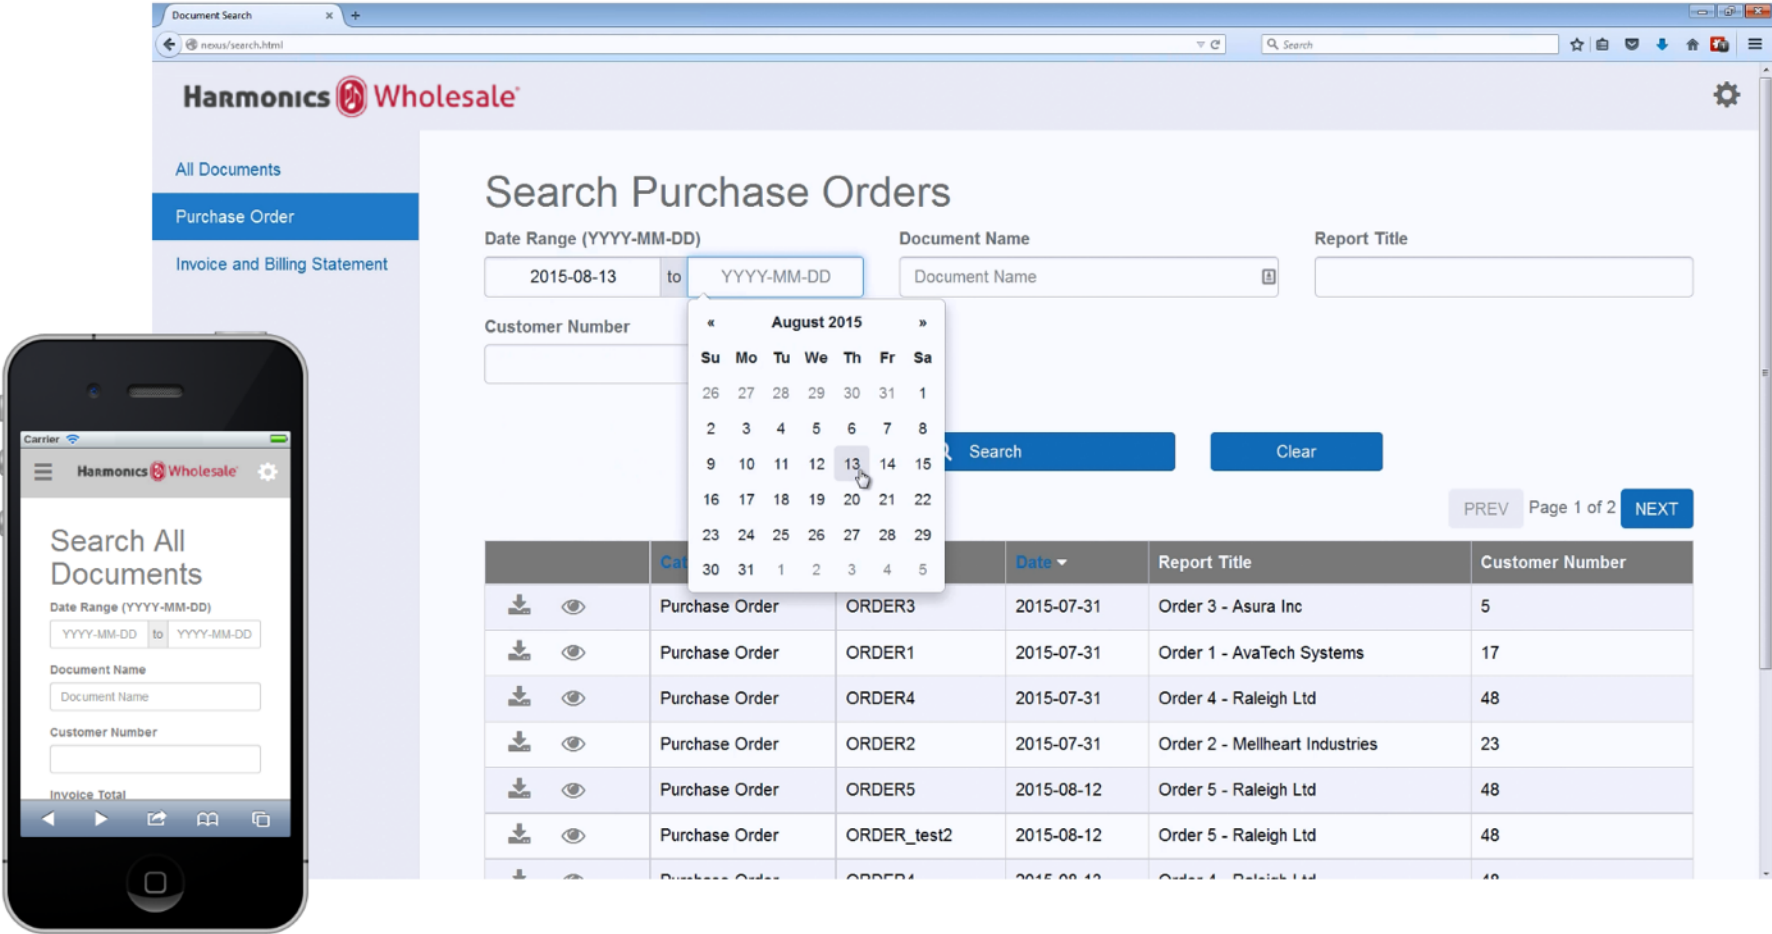 Document Search
nexus/search.html
Search
HARMONICS Wholesale
All Documents
Purchase Order
Invoice and Billing Statement
Search Purchase Orders
Date Range (YYYY-MM-DD)
Document Name
Report Title
2015-08-13 to YYYY-MM-DD
Document Name
Customer Number
« August 2015 »
Su Mo Tu We Th Fr Sa
26 27 28 29 30 31 1
2 3 4 5 6 7 8
9 10 11 12 13 14 15
16 17 18 19 20 21 22
23 24 25 26 27 28 29
30 31 1 2 3 4 5
Search
Clear
PREV Page 1 of 2 NEXT
Cat Date Report Title Customer Number
Purchase Order ORDER3 2015-07-31 Order 3 - Asura Inc 5
Purchase Order ORDER1 2015-07-31 Order 1 - AvaTech Systems 17
Purchase Order ORDER4 2015-07-31 Order 4 - Raleigh Ltd 48
Purchase Order ORDER2 2015-07-31 Order 2 - Mellheart Industries 23
Purchase Order ORDER5 2015-08-12 Order 5 - Raleigh Ltd 48
Purchase Order ORDER_test2 2015-08-12 Order 5 - Raleigh Ltd 48
Carrier
HARMONICS Wholesale
Search All
Documents
Date Range (YYYY-MM-DD)
YYYY-MM-DD to YYYY-MM-DD
Document Name
Document Name
Customer Number
Invoice Total